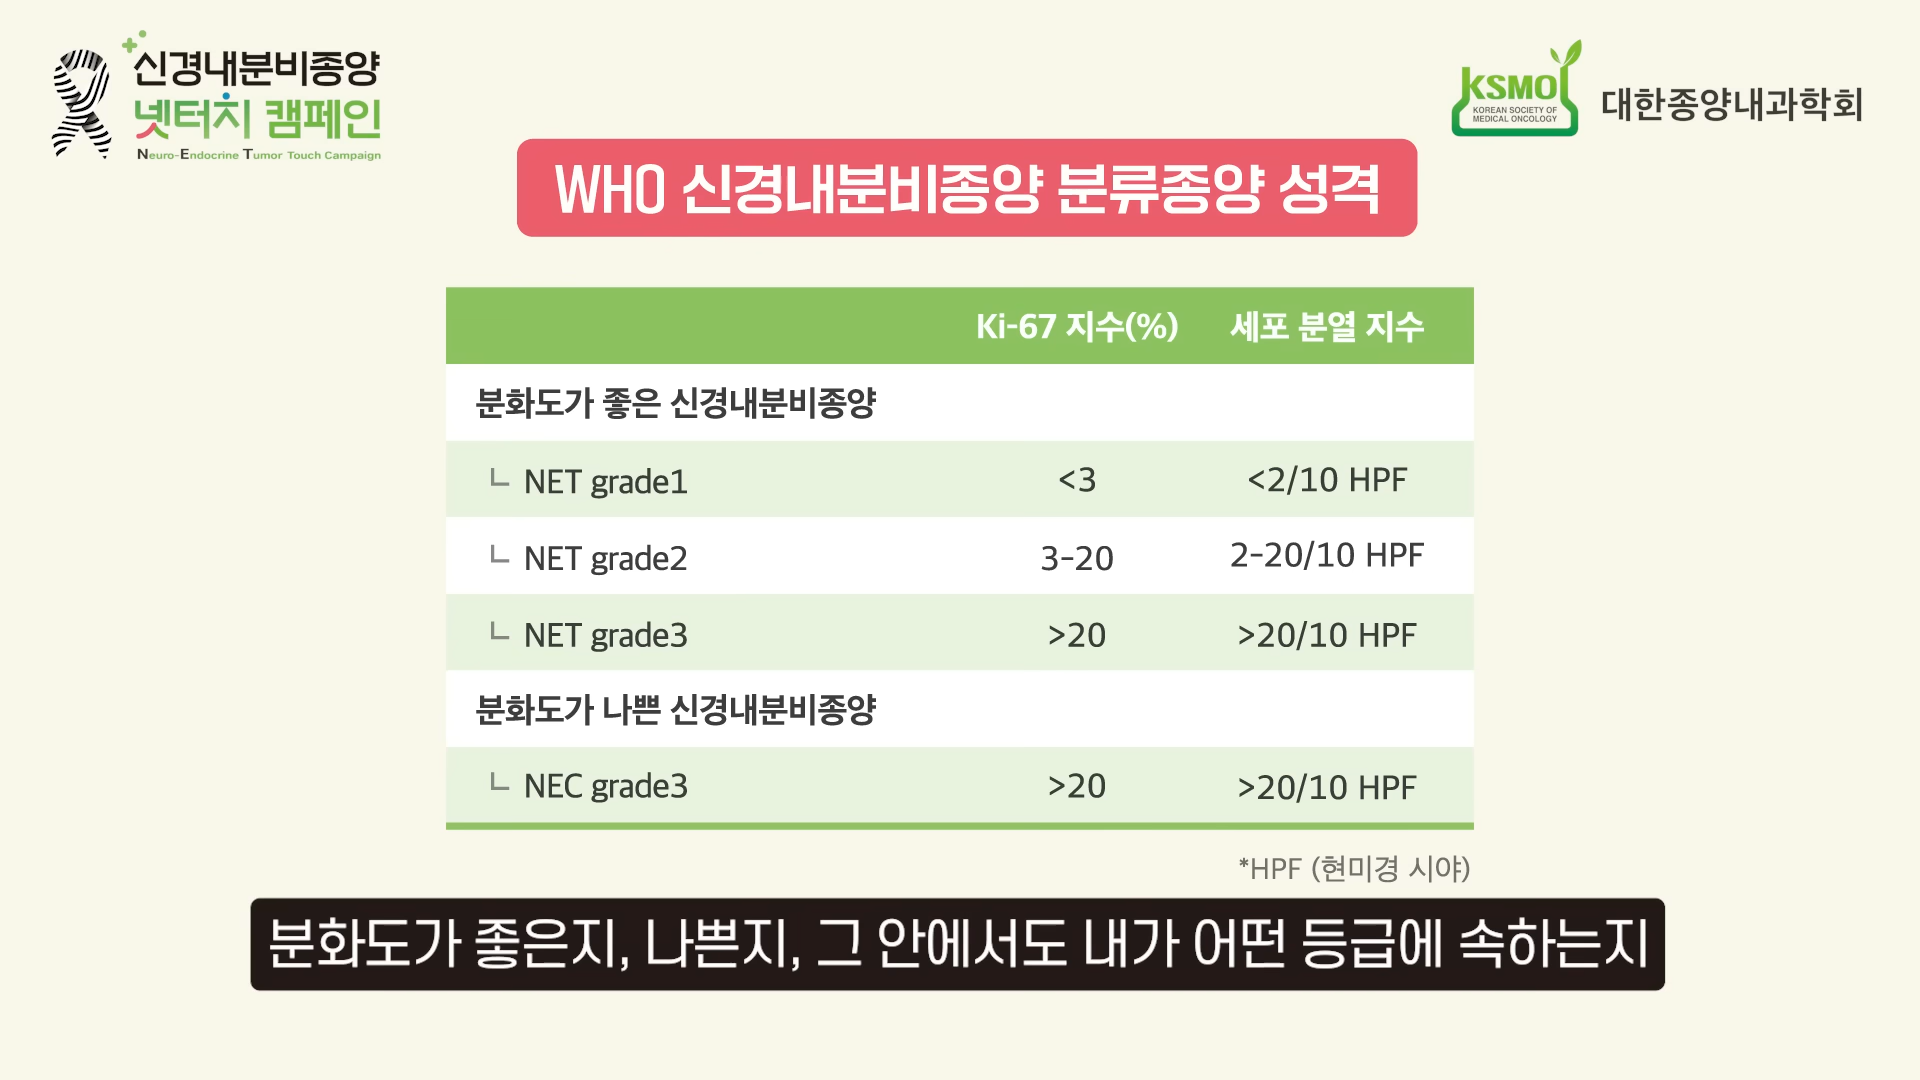 신경내분비종양
넷터치 캠페인
Neuro-Endocrine Tumor Touch Campaign
KSMO
KOREAN SOCIETY OF
MEDICAL ONCOLOGY
대한종양내과학회
WHO 신경내분비종양 분류종양 성격
Ki-67 지수(%) 세포 분열 지수
분화도가 좋은 신경내분비종양
ㄴ NET grade1 <3 <2/10 HPF
ㄴ NET grade2 3-20 2-20/10 HPF
ㄴ NET grade3 >20 >20/10 HPF
분화도가 나쁜 신경내분비종양
ㄴ NEC grade3 >20 >20/10 HPF
*HPF (현미경 시야)
분화도가 좋은지, 나쁜지, 그 안에서도 내가 어떤 등급에 속하는지